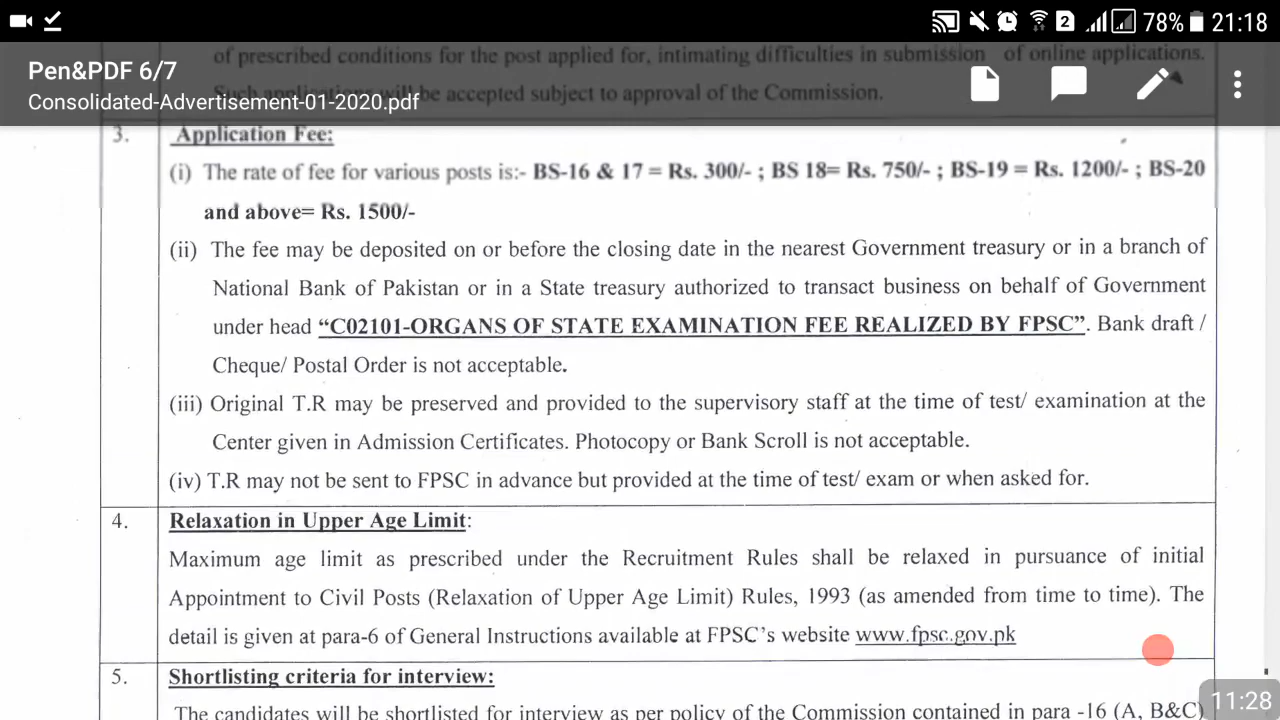 78% 21:18
of prescribed conditions for the post applied for, intimating difficulties in submission of online applications.
Pen&PDF 6/7
Such applications will be accepted subject to approval of the Commission.
Consolidated-Advertisement-01-2020.pdf
3. Application Fee:
(i) The rate of fee for various posts is:- BS-16 & 17 = Rs. 300/- ; BS 18= Rs. 750/- ; BS-19 = Rs. 1200/- ; BS-20
and above= Rs. 1500/-
(ii) The fee may be deposited on or before the closing date in the nearest Government treasury or in a branch of
National Bank of Pakistan or in a State treasury authorized to transact business on behalf of Government
under head “C02101-ORGANS OF STATE EXAMINATION FEE REALIZED BY FPSC”. Bank draft /
Cheque/ Postal Order is not acceptable.
(iii) Original T.R may be preserved and provided to the supervisory staff at the time of test/ examination at the
Center given in Admission Certificates. Photocopy or Bank Scroll is not acceptable.
(iv) T.R may not be sent to FPSC in advance but provided at the time of test/ exam or when asked for.
4. Relaxation in Upper Age Limit:
Maximum age limit as prescribed under the Recruitment Rules shall be relaxed in pursuance of initial
Appointment to Civil Posts (Relaxation of Upper Age Limit) Rules, 1993 (as amended from time to time). The
detail is given at para-6 of General Instructions available at FPSC’s website www.fpsc.gov.pk
5. Shortlisting criteria for interview:
The candidates will be shortlisted for interview as per policy of the Commission contained in para -16 (A, B&C)
11:28